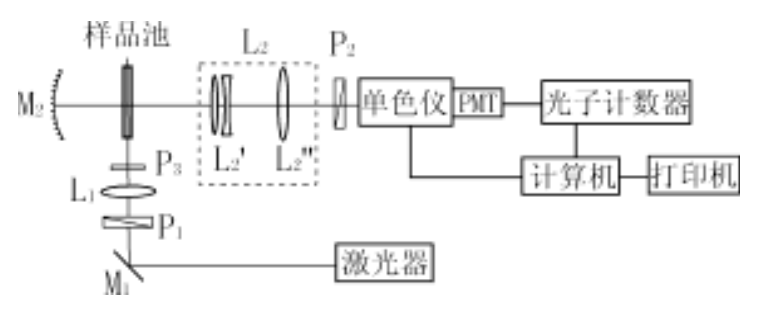 样品池
L₂
P₂
M₂
单色仪
PMT
光子计数器
L₂'
L₂"
P₃
L₁
计算机
打印机
P₁
激光器
M₁